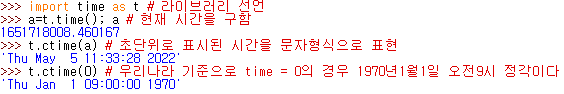 >>> import time as t # 라이브러리 선언
>>> a=t.time(); a # 현재 시간을 구함
1651718008.460167
>>> t.ctime(a) # 초단위로 표시된 시간을 문자형식으로 표현
'Thu May  5 11:33:28 2022'
>>> t.ctime(0) # 우리나라 기준으로 time = 0의 경우 1970년1월1일 오전9시 정각이다
'Thu Jan  1 09:00:00 1970'